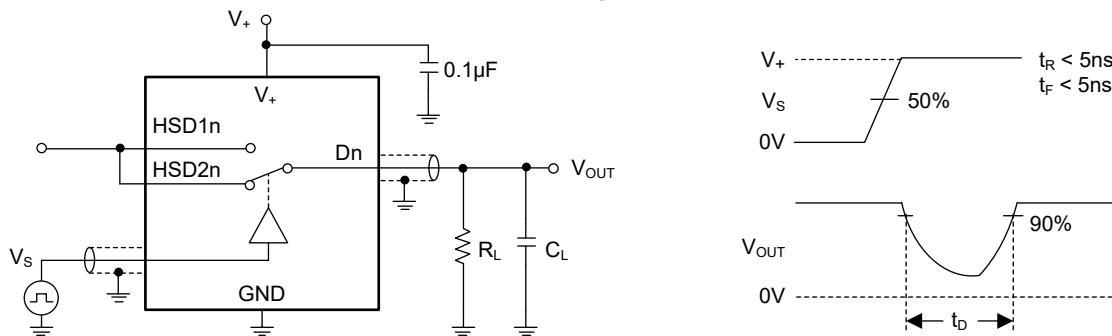 V+
V+
0.1µF
V+
HSD1n
HSD2n
Dn
VOUT
VS
RL
CL
GND
V+
tR < 5ns
tF < 5ns
VS
50%
0V
90%
VOUT
0V
tD